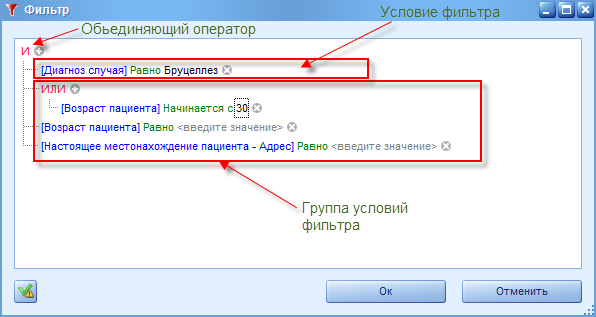 Фильтр
Условие фильтра
Объединяющий оператор
И
[Диагноз случая] Равно Бруцеллез
ИЛИ
[Возраст пациента] Начинается с 30
[Возраст пациента] Равно <введите значение>
[Настоящее местонахождение пациента - Адрес] Равно <введите значение>
Группа условий
фильтра
Ок
Отменить